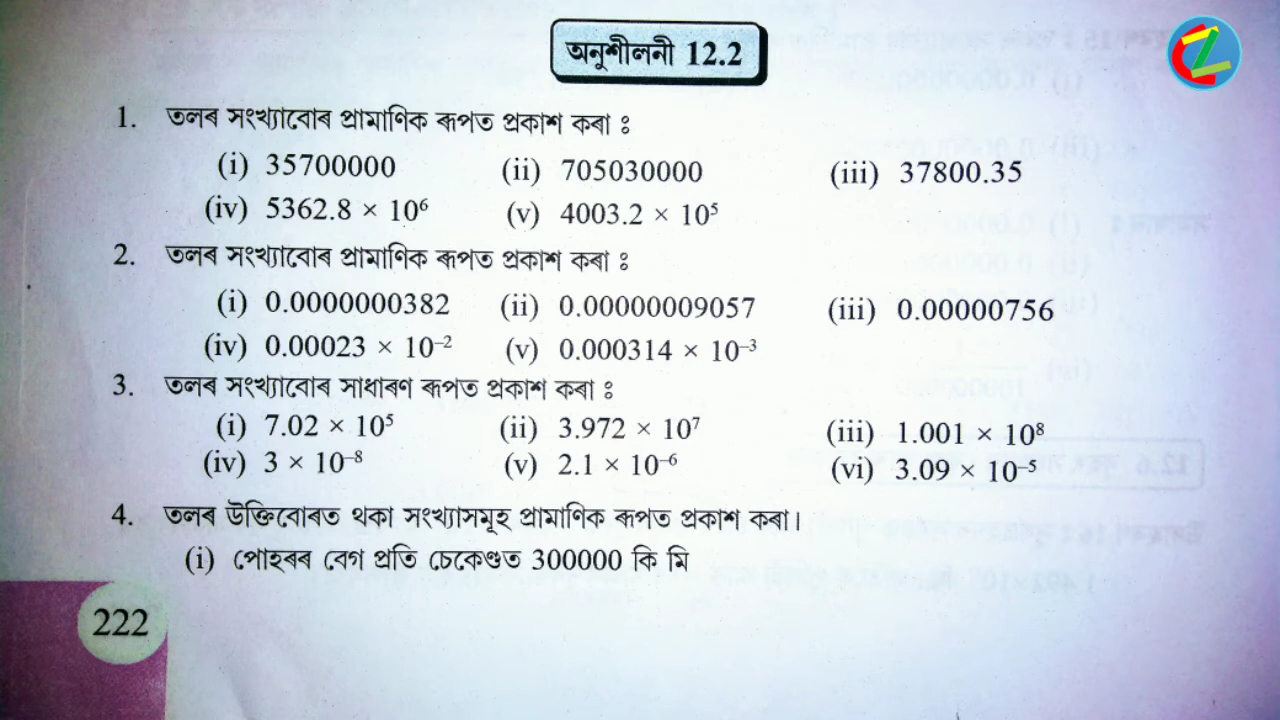 অনুশীলনী 12.2
1. তলৰ সংখ্যাবোৰ প্ৰামাণিক ৰূপত প্ৰকাশ কৰা :
(i) 35700000 (ii) 705030000 (iii) 37800.35
(iv) 5362.8 × 10⁶ (v) 4003.2 × 10⁵
2. তলৰ সংখ্যাবোৰ প্ৰামাণিক ৰূপত প্ৰকাশ কৰা :
(i) 0.0000000382 (ii) 0.00000009057 (iii) 0.00000756
(iv) 0.00023 × 10⁻² (v) 0.000314 × 10⁻³
3. তলৰ সংখ্যাবোৰ সাধাৰণ ৰূপত প্ৰকাশ কৰা :
(i) 7.02 × 10⁵ (ii) 3.972 × 10⁷ (iii) 1.001 × 10⁸
(iv) 3 × 10⁻⁸ (v) 2.1 × 10⁻⁶ (vi) 3.09 × 10⁻⁵
4. তলৰ উক্তিবোৰত থকা সংখ্যাসমূহ প্ৰামাণিক ৰূপত প্ৰকাশ কৰা।
(i) পোহৰৰ বেগ প্ৰতি চেকেণ্ডত 300000 কি মি
222